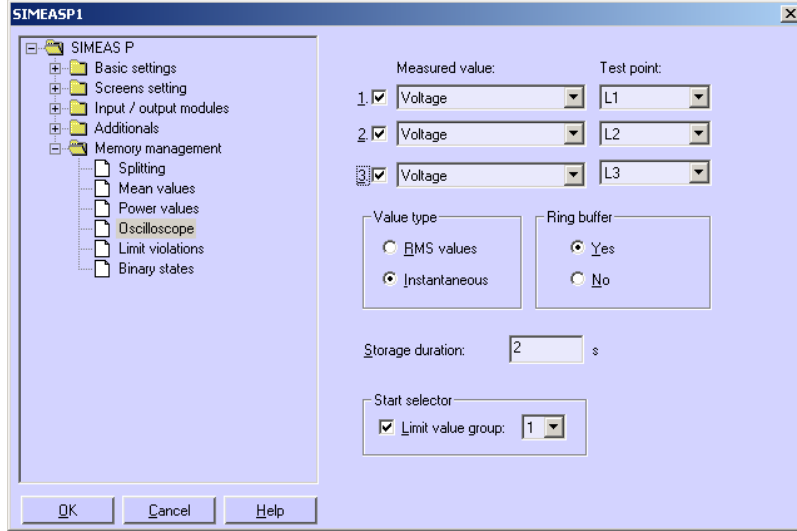 SIMEASP1
SIMEAS P
Basic settings
Screens setting
Input / output modules
Additionals
Memory management
Splitting
Mean values
Power values
Oscilloscope
Limit violations
Binary states
Measured value: Test point:
1. Voltage L1
2. Voltage L2
3. Voltage L3
Value type Ring buffer
RMS values Yes
Instantaneous No
Storage duration: 2 s
Start selector
Limit value group: 1
OK Cancel Help